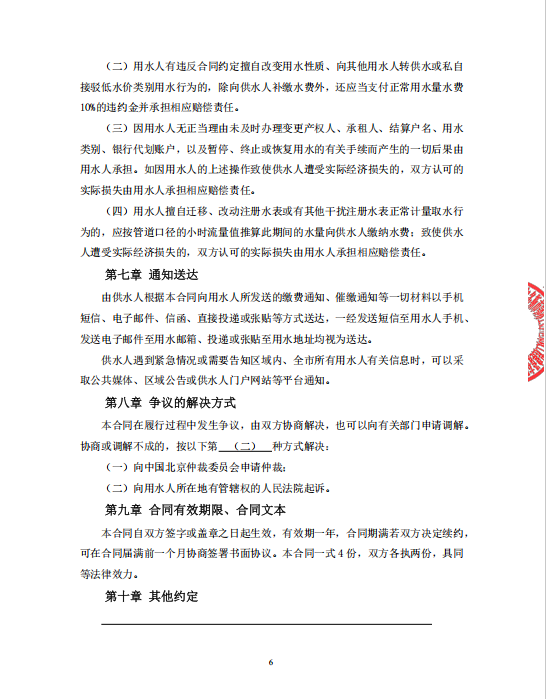 （二）用水人有违反合同约定擅自改变用水性质、向其他用水人转供水或私自
接驳低水价类别用水行为的，除向供水人补缴水费外，还应当支付正常用水量水费
10%的违约金并承担相应赔偿责任。
（三）因用水人无正当理由未及时办理变更产权人、承租人、结算户名、用水
类别、银行代划账户，以及暂停、终止或恢复用水的有关手续而产生的一切后果由
用水人承担。如因用水人的上述操作致使供水人遭受实际经济损失的，双方认可的
实际损失由用水人承担相应赔偿责任。
（四）用水人擅自迁移、改动注册水表或有其他干扰注册水表正常计量取水行
为的，应按管道口径的小时流量值推算此期间的水量向供水人缴纳水费；致使供水
人遭受实际经济损失的，双方认可的实际损失由用水人承担相应赔偿责任。
第七章 通知送达
由供水人根据本合同向用水人所发送的缴费通知、催缴通知等一切材料以手机
短信、电子邮件、信函、直接投递或张贴等方式送达，一经发送短信至用水人手机、
发送电子邮件至用水邮箱、投递或张贴至用水地址均视为送达。
供水人遇到紧急情况或需要告知区域内、全市所有用水人有关信息时，可以采
取公共媒体、区域公告或供水人门户网站等平台通知。
第八章 争议的解决方式
本合同在履行过程中发生争议，由双方协商解决，也可以向有关部门申请调解。
协商或调解不成的，按以下第 （二） 种方式解决：
（一）向中国北京仲裁委员会申请仲裁；
（二）向用水人所在地有管辖权的人民法院起诉。
第九章 合同有效期限、合同文本
本合同自双方签字或盖章之日起生效，有效期一年，合同期满若双方决定续约，
可在合同届满前一个月协商签署书面协议。本合同一式 4 份，双方各执两份，具同
等法律效力。
第十章 其他约定
6